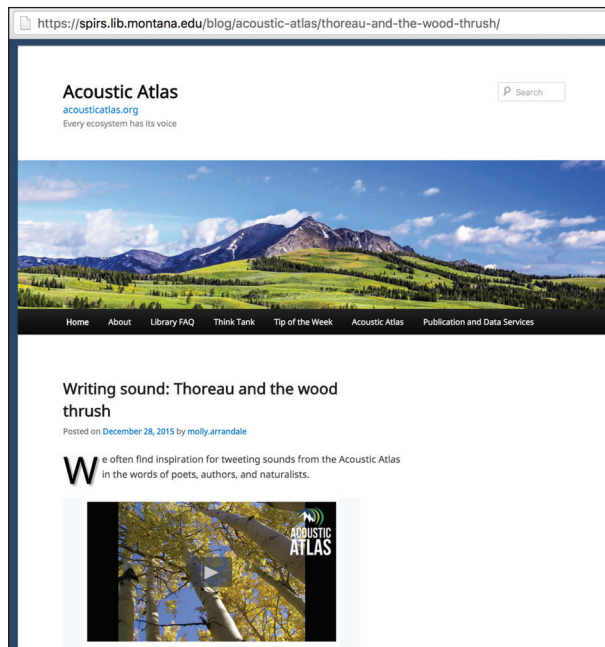 https://spirs.lib.montana.edu/blog/acoustic-atlas/thoreau-and-the-wood-thrush/
Acoustic Atlas
acousticatlas.org
Every ecosystem has its voice
Search
Home About Library FAQ Think Tank Tip of the Week Acoustic Atlas Publication and Data Services
Writing sound: Thoreau and the wood
thrush
Posted on December 28, 2015 by molly.arrandale
We often find inspiration for tweeting sounds from the Acoustic Atlas
in the words of poets, authors, and naturalists.
ACOUSTIC
ATLAS